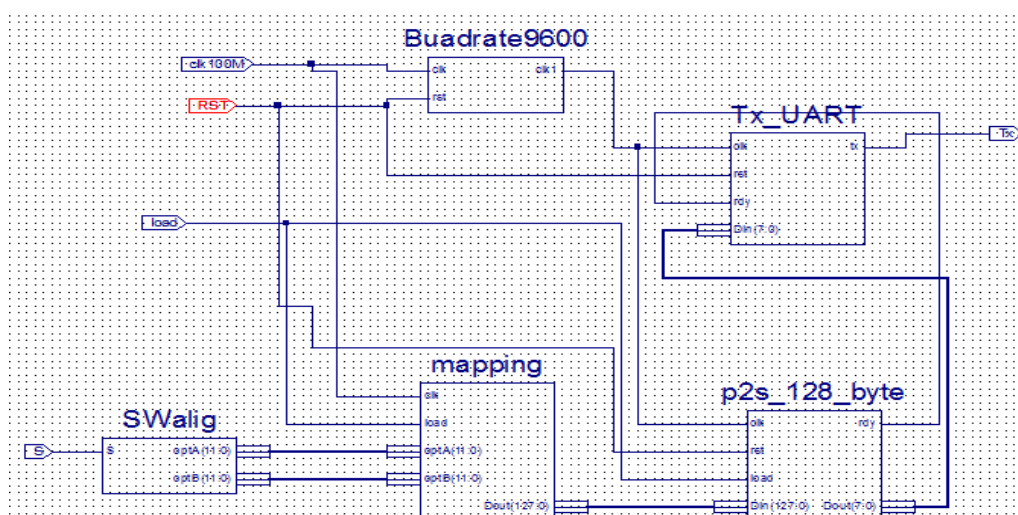 Buadrate9600
clk100M
clk
clk1
RST
rst
Tx_UART
clk
tx
Tx
rst
rdy
load
Din(7:0)
mapping
clk
p2s_128_byte
SWalig
load
clk
rdy
S
S
optA(11:0)
optA(11:0)
rst
optB(11:0)
optB(11:0)
load
Dout(127:0)
Din(127:0)
Dout(7:0)